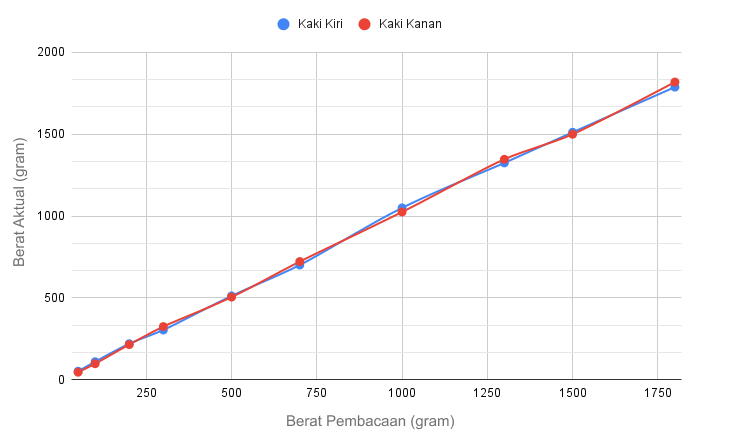 Kaki Kiri Kaki Kanan
2000
1500
1000
500
0
Berat Aktual (gram)
250 500 750 1000 1250 1500 1750
Berat Pembacaan (gram)